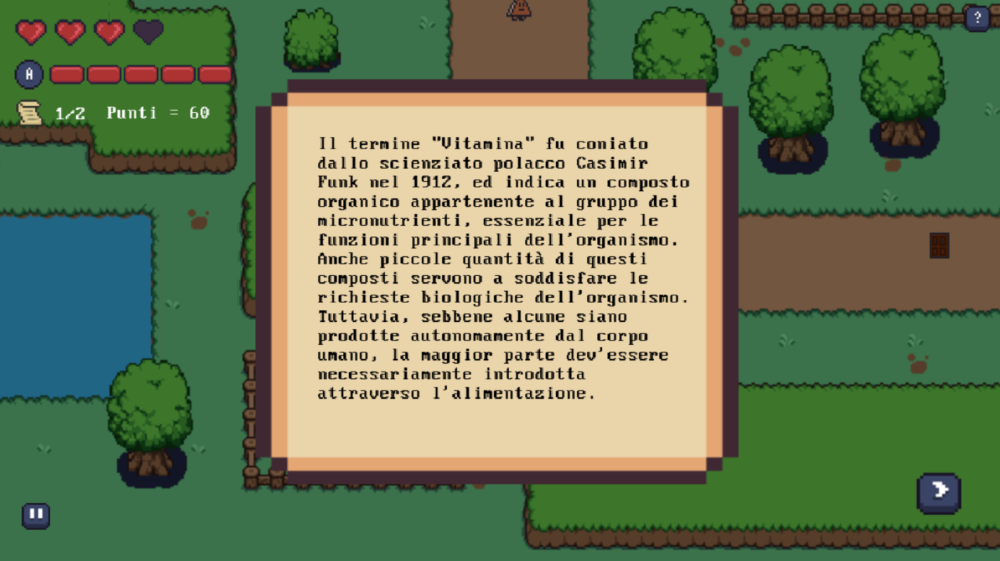 ?
A
1/2 Punti = 60
Il termine "Vitamina" fu coniato
dallo scienziato polacco Casimir
Funk nel 1912, ed indica un composto
organico appartenente al gruppo dei
micronutrienti, essenziale per le
funzioni principali dell'organismo.
Anche piccole quantità di questi
composti servono a soddisfare le
richieste biologiche dell'organismo.
Tuttavia, sebbene alcune siano
prodotte autonomamente dal corpo
umano, la maggior parte dev'essere
necessariamente introdotta
attraverso l'alimentazione.